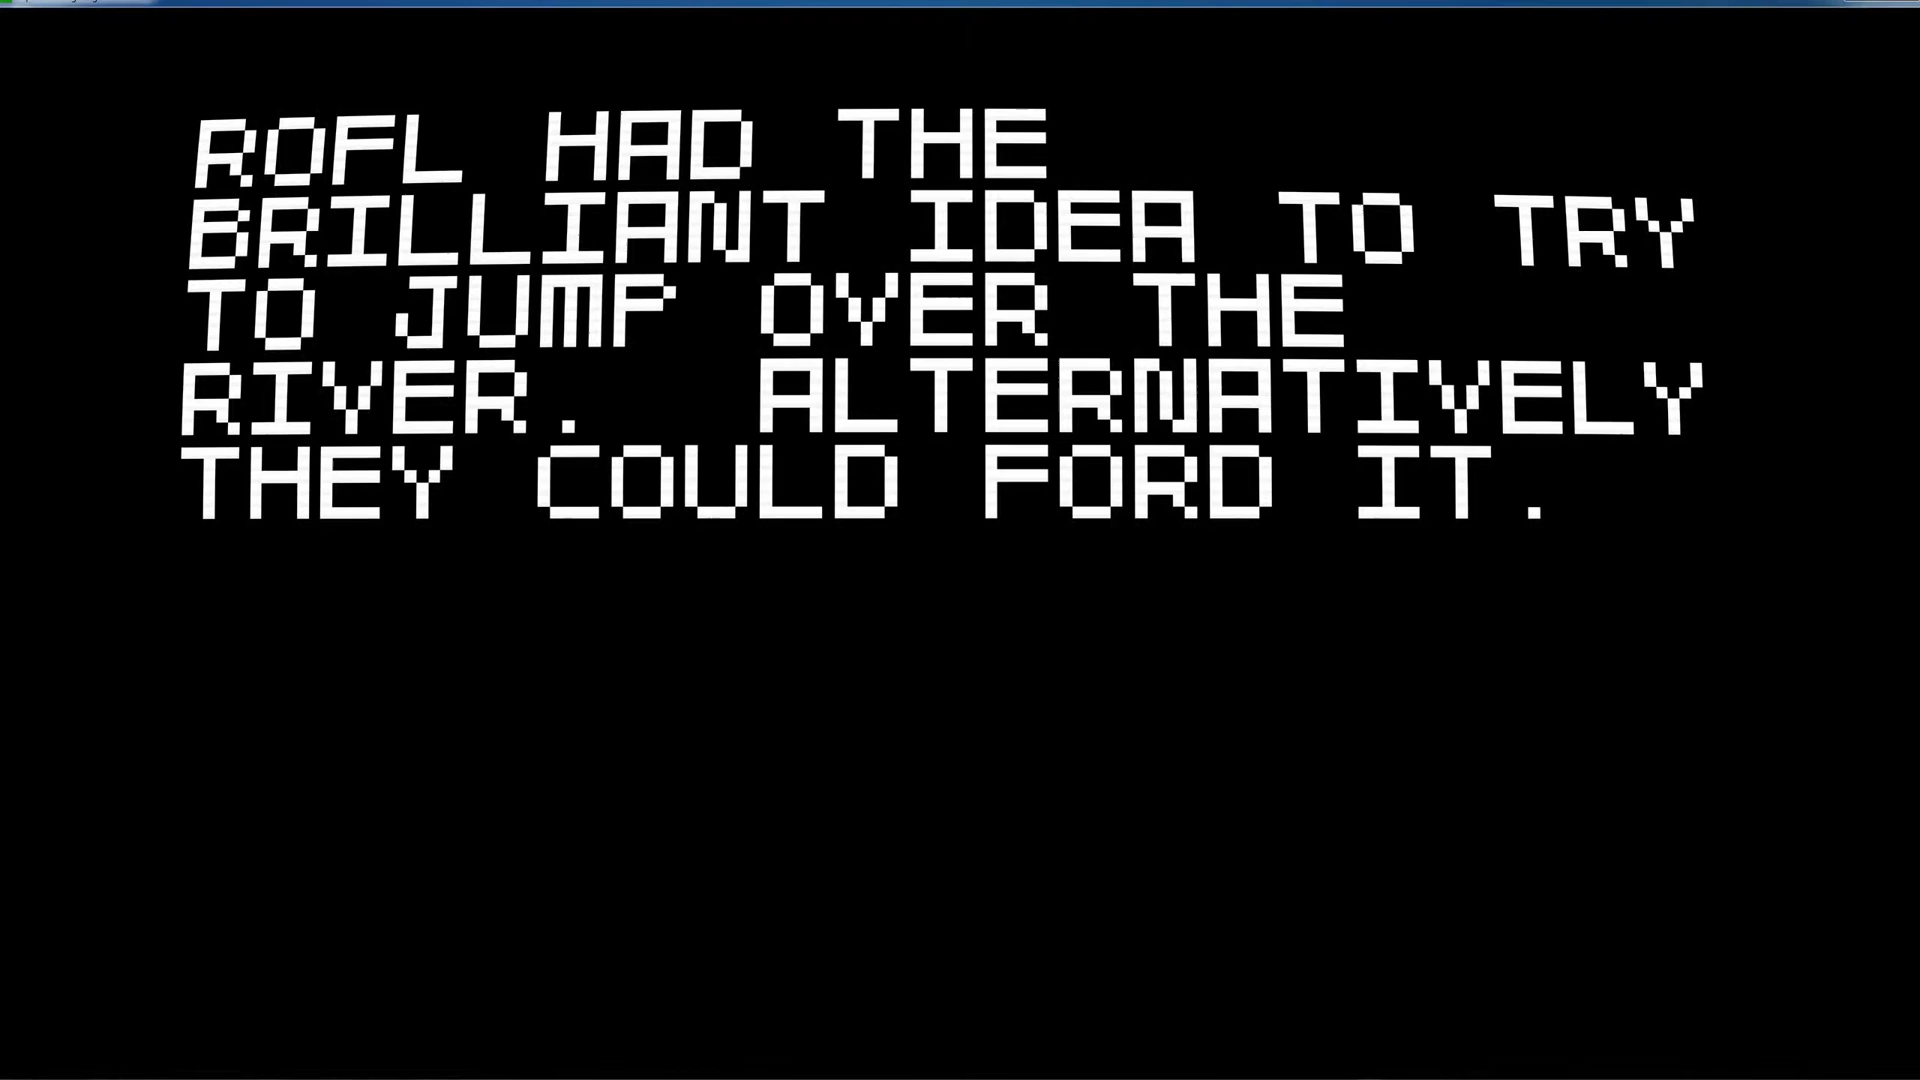 ROFL HAD THE
BRILLIANT IDEA TO TRY
TO JUMP OVER THE
RIVER.  ALTERNATIVELY
THEY COULD FORD IT.